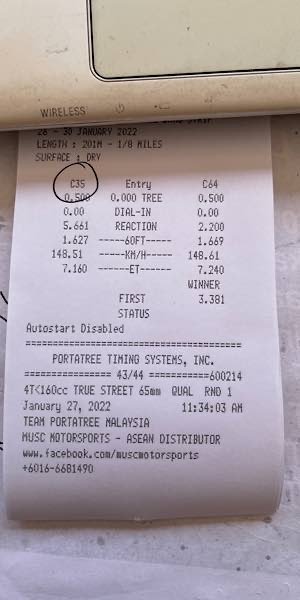 WIRELESS
28 - 30 JANUARY 2022
LENGTH : 201M - 1/8 MILES
SURFACE : DRY
C35 Entry C64
0.500 0.000 TREE 0.500
0.00 DIAL-IN 0.00
5.661 REACTION 2.200
1.627 -----60FT----- 1.669
148.51 -----KM/H----- 148.61
7.160 ------ET------ 7.240
WINNER
FIRST 3.381
STATUS
Autostart Disabled
========================================
PORTATREE TIMING SYSTEMS, INC.
================ 43/44 ===========600214
4T<160cc TRUE STREET 65mm QUAL RND 1
January 27, 2022 11:34:03 AM
TEAM PORTATREE MALAYSIA
MUSC MOTORSPORTS - ASEAN DISTRIBUTOR
www.facebook.com/muscmotorsports
+6016-6681490